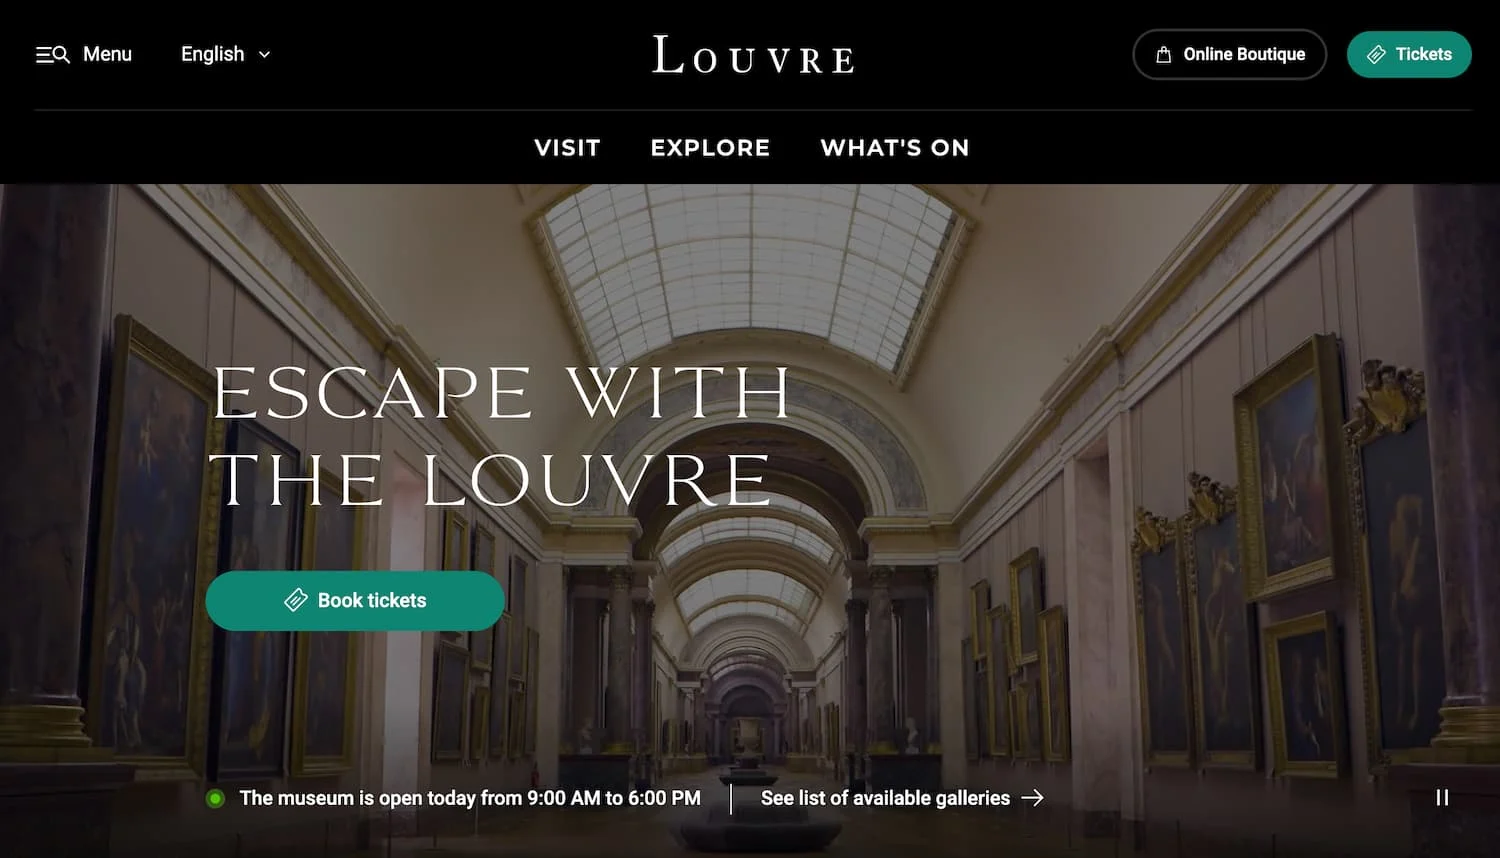 Menu
English
LOUVRE
Online Boutique
Tickets
VISIT
EXPLORE
WHAT'S ON
ESCAPE WITH
THE LOUVRE
Book tickets
The museum is open today from 9:00 AM to 6:00 PM
See list of available galleries